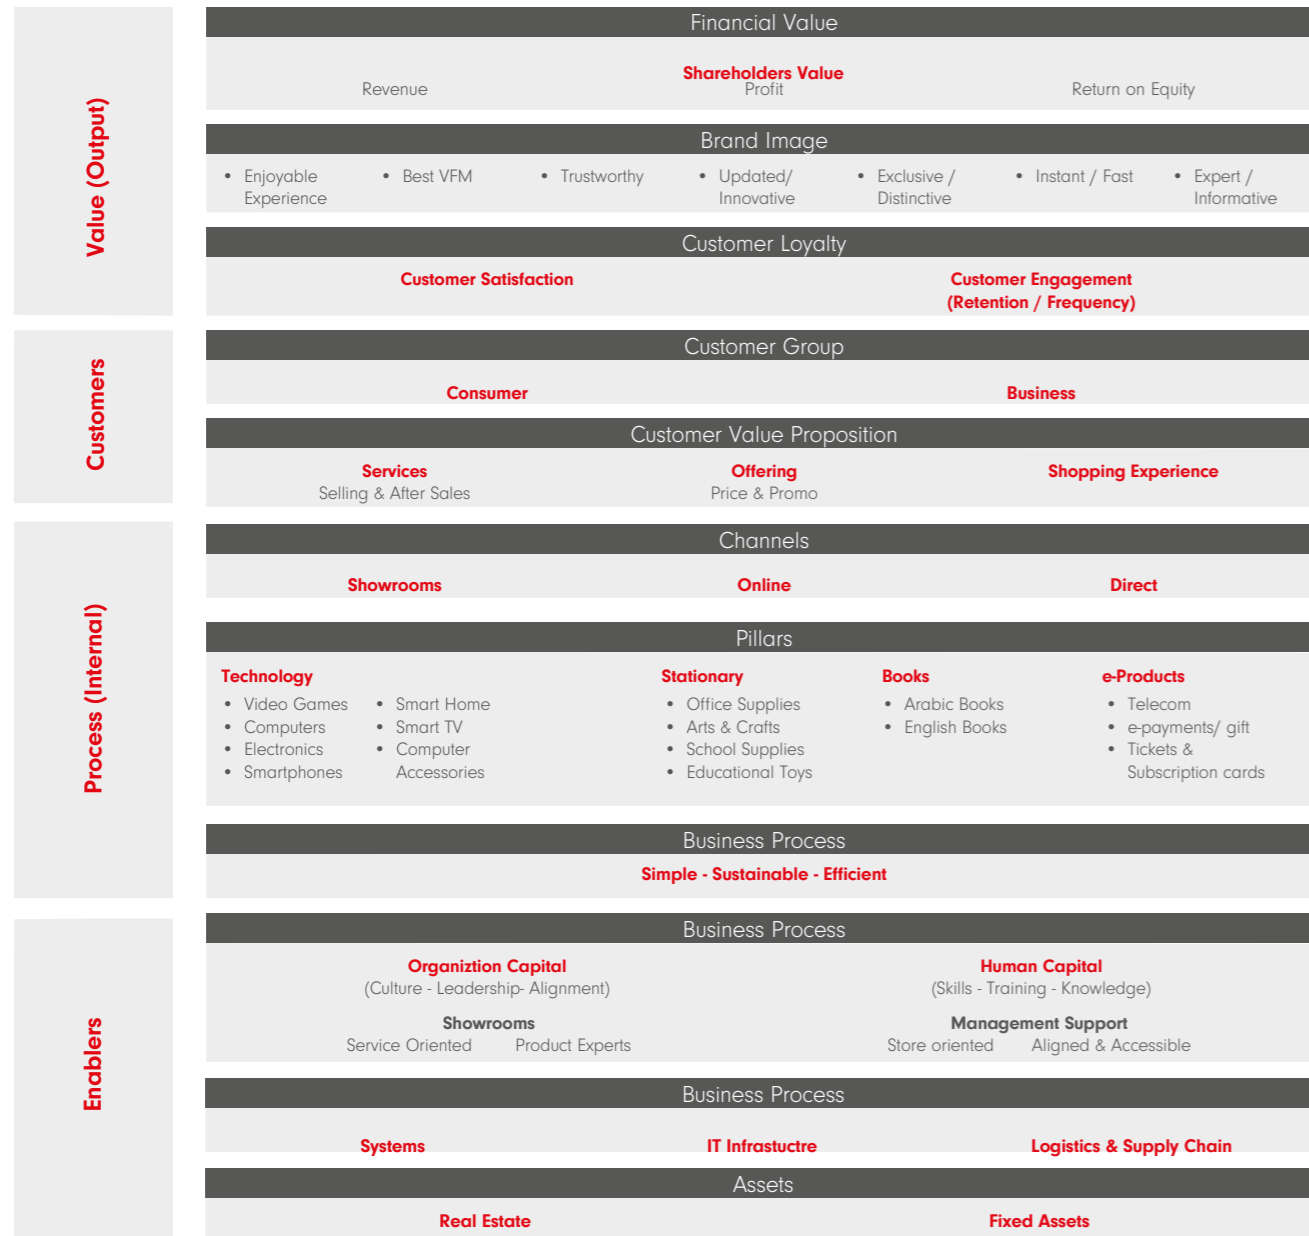 Value (Output)
Financial Value
Shareholders Value
Revenue Profit Return on Equity
Brand Image
• Enjoyable Experience
• Best VFM
• Trustworthy
• Updated/ Innovative
• Exclusive / Distinctive
• Instant / Fast
• Expert / Informative
Customer Loyalty
Customer Satisfaction
Customer Engagement
(Retention / Frequency)
Customers
Customer Group
Consumer Business
Customer Value Proposition
Services
Selling & After Sales
Offering
Price & Promo
Shopping Experience
Process (Internal)
Channels
Showrooms Online Direct
Pillars
Technology
• Video Games
• Computers
• Electronics
• Smartphones
• Smart Home
• Smart TV
• Computer
Accessories
Stationary
• Office Supplies
• Arts & Crafts
• School Supplies
• Educational Toys
Books
• Arabic Books
• English Books
e-Products
• Telecom
• e-payments/ gift
• Tickets &
Subscription cards
Business Process
Simple - Sustainable - Efficient
Enablers
Business Process
Organiztion Capital
(Culture - Leadership- Alignment)
Human Capital
(Skills - Training - Knowledge)
Showrooms
Service Oriented Product Experts
Management Support
Store oriented Aligned & Accessible
Business Process
Systems IT Infrastuctre Logistics & Supply Chain
Assets
Real Estate Fixed Assets